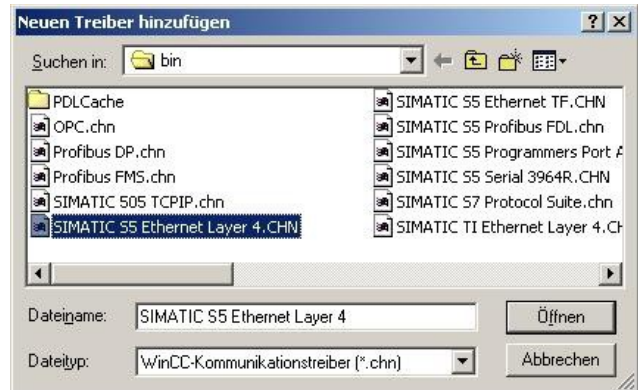 Neuen Treiber hinzufügen
Suchen in: bin
PDLCache
OPC.chn
Profibus DP.chn
Profibus FMS.chn
SIMATIC 505 TCPIP.chn
SIMATIC S5 Ethernet Layer 4.CHN
SIMATIC S5 Ethernet TF.CHN
SIMATIC S5 Profibus FDL.chn
SIMATIC S5 Programmers Port A
SIMATIC S5 Serial 3964R.CHN
SIMATIC S7 Protocol Suite.chn
SIMATIC TI Ethernet Layer 4.CH
Dateiname: SIMATIC S5 Ethernet Layer 4 Öffnen
Dateityp: WinCC-Kommunikationstreiber (*.chn) Abbrechen